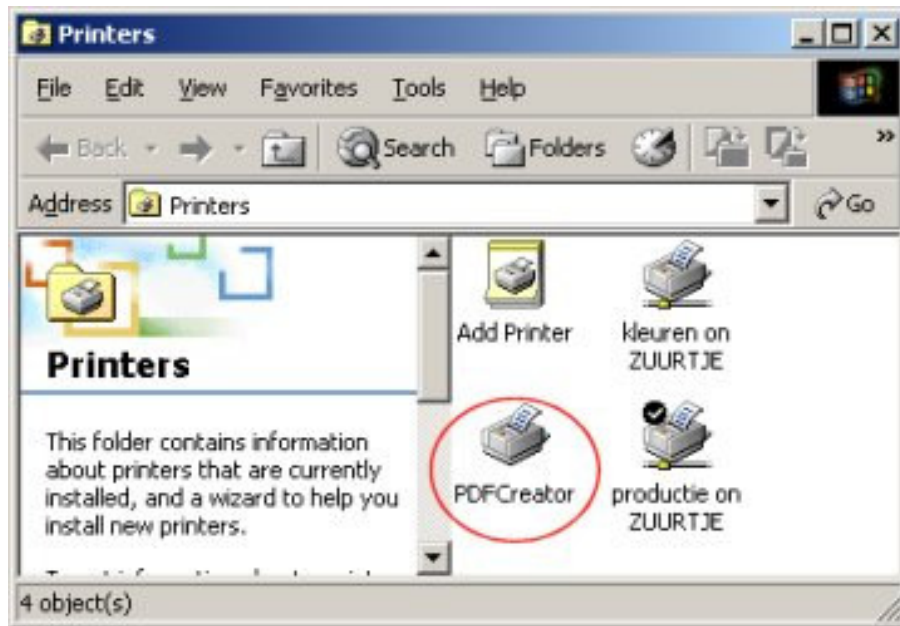 Printers
File Edit View Favorites Tools Help
Back Search Folders »
Address Printers Go
Printers
This folder contains information
about printers that are currently
installed, and a wizard to help you
install new printers.
Add Printer
kleuren on
ZUURTJE
PDFCreator
productie on
ZUURTJE
4 object(s)